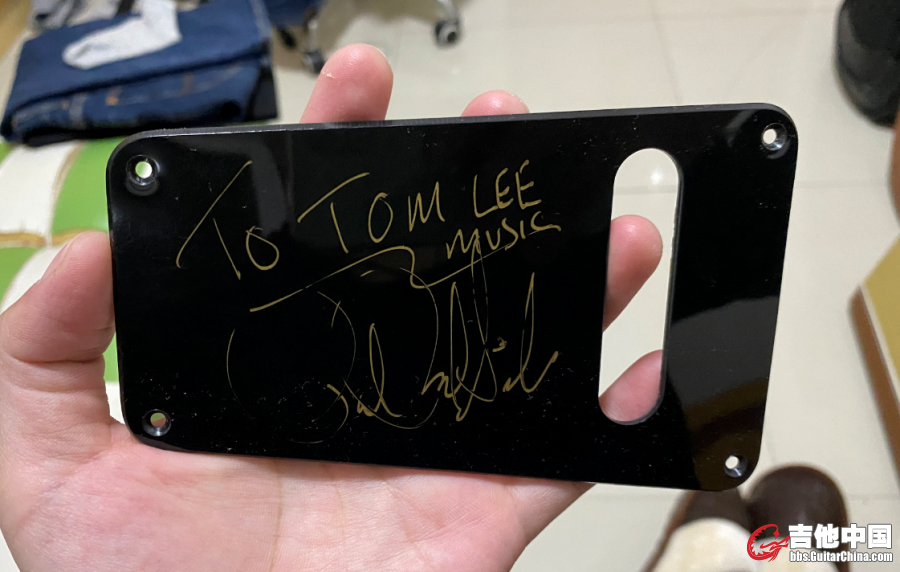 To TOM LEE
MUSIC
吉他中国
bbs.GuitarChina.com